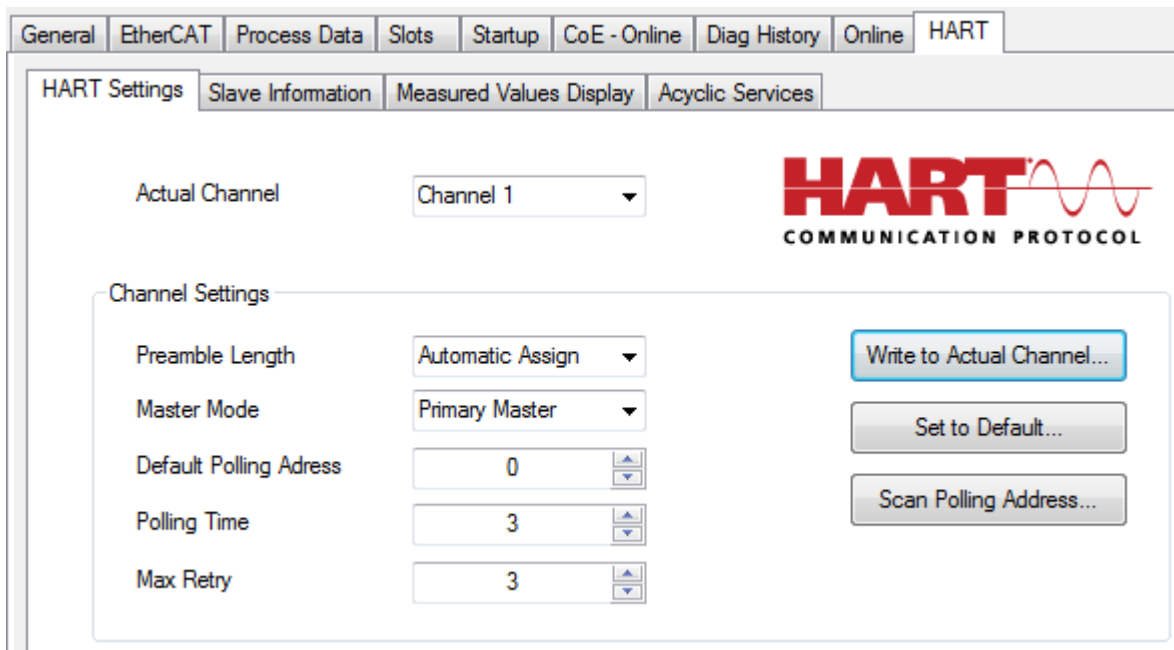 General EtherCAT Process Data Slots Startup CoE - Online Diag History Online HART
HART Settings Slave Information Measured Values Display Acyclic Services
Actual Channel Channel 1
HART
COMMUNICATION PROTOCOL
Channel Settings
Preamble Length Automatic Assign Write to Actual Channel...
Master Mode Primary Master Set to Default...
Default Polling Adress 0
Scan Polling Address...
Polling Time 3
Max Retry 3